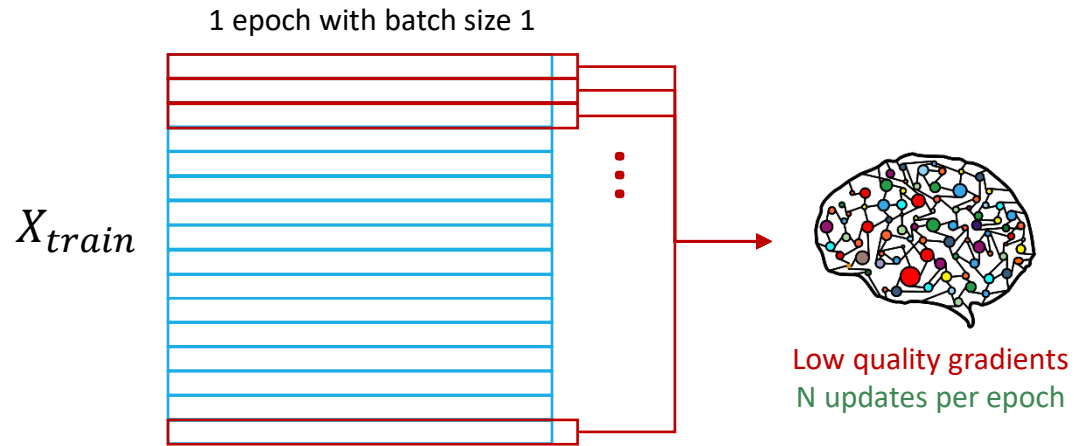 1 epoch with batch size 1
X_train
Low quality gradients
N updates per epoch